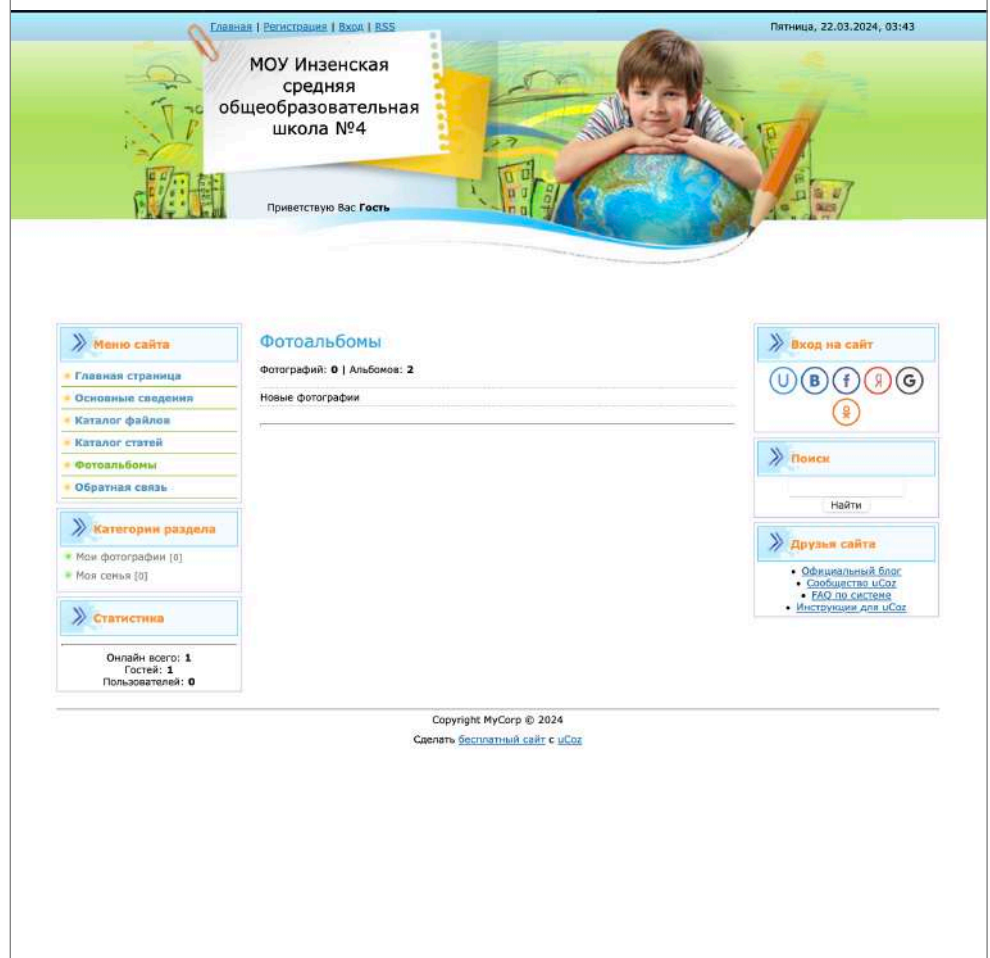 Главная | Регистрация | Вход | RSS
Пятница, 22.03.2024, 03:43
МОУ Инзенская
средняя
общеобразовательная
школа №4
Приветствую Вас Гость
Меню сайта
Главная страница
Основные сведения
Каталог файлов
Каталог статей
Фотоальбомы
Обратная связь
Категории раздела
Мои фотографии [0]
Моя семья [0]
Статистика
Онлайн всего: 1
Гостей: 1
Пользователей: 0
Фотоальбомы
Фотографий: 0 | Альбомов: 2
Новые фотографии
Вход на сайт
U B f Я G
Поиск
Найти
Друзья сайта
Официальный блог
Сообщество uCoz
FAQ по системе
Инструкции для uCoz
Copyright MyCorp © 2024
Сделать бесплатный сайт с uCoz